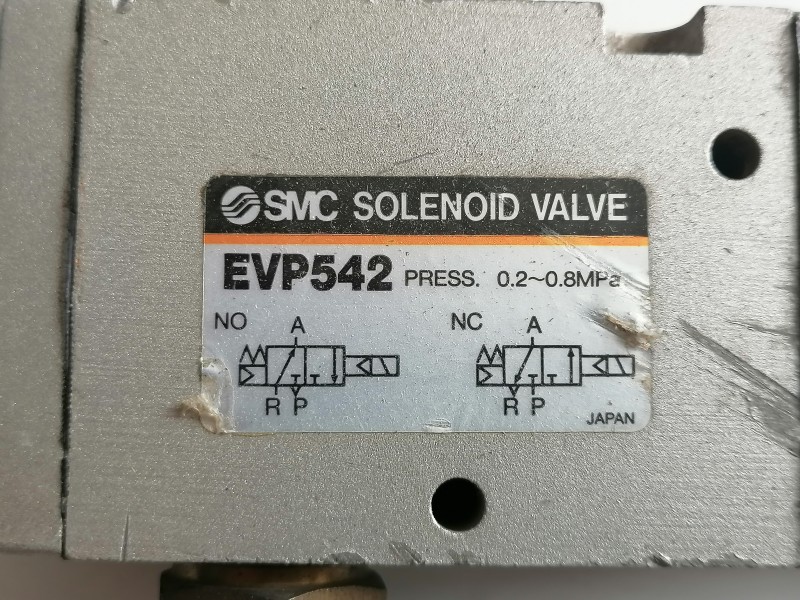 SMC SOLENOID VALVE
EVP542 PRESS. 0.2~0.8MPa
NO A NC A
R P R P
JAPAN